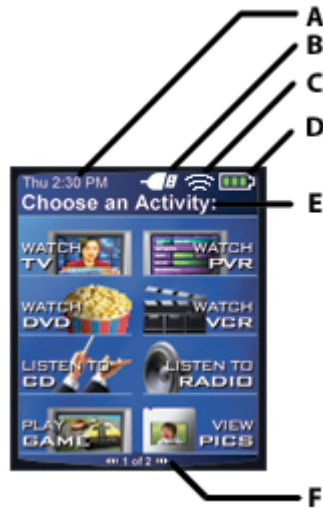 A
B
C
D
Thu 2:30 PM
Choose an Activity:
E
WATCH TV
WATCH PVR
WATCH DVD
WATCH VCR
LISTEN TO CD
LISTEN TO RADIO
PLAY GAME
VIEW PICS
1 of 2
F